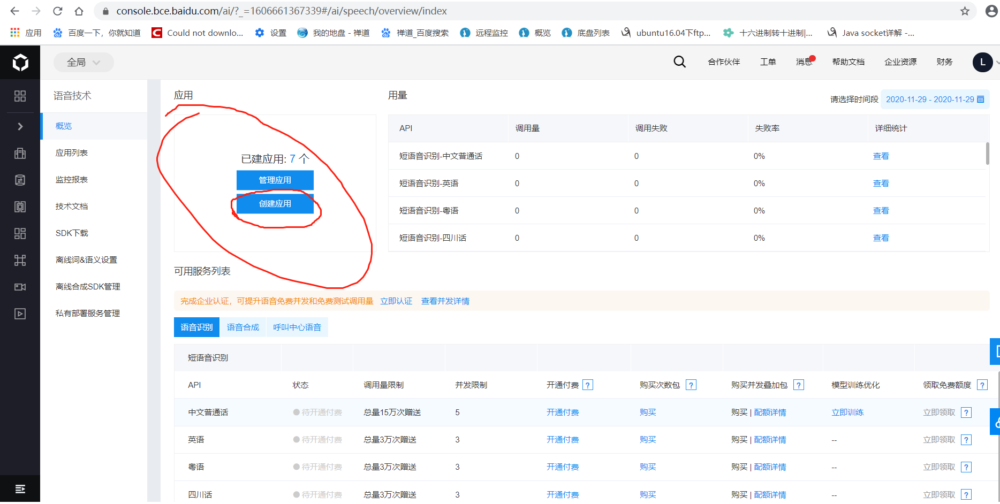 console.bce.baidu.com/ai/?_=1606661367339#/ai/speech/overview/index
应用 百度一下，你就知道 Could not downlo... 设置 我的地盘 - 禅道 禅道_百度搜索 远程监控 概览 底盘列表 ubuntu16.04下ftp... 十六进制转十进制|... Java socket详解 -...
全局 合作伙伴 工单 消息 帮助文档 企业资源 财务 L
语音技术
概览
应用列表
监控报表
技术文档
SDK下载
离线词&语义设置
离线合成SDK管理
私有部署服务管理
应用
已建应用: 7 个
管理应用
创建应用
用量
请选择时间段 2020-11-29 - 2020-11-29
API 调用量 调用失败 失败率 详细统计
短语音识别-中文普通话 0 0 0% 查看
短语音识别-英语 0 0 0% 查看
短语音识别-粤语 0 0 0% 查看
短语音识别-四川话 0 0 0% 查看
可用服务列表
完成企业认证，可提升语音免费并发和免费测试调用量 立即认证 查看并发详情
语音识别 语音合成 呼叫中心语音
短语音识别
API 状态 调用量限制 并发限制 开通付费 ? 购买次数包 ? 购买并发叠加包 ? 模型训练优化 领取免费额度 ?
中文普通话 待开通付费 总量15万次赠送 5 开通付费 购买 购买 | 配额详情 立即训练 立即领取 ?
英语 待开通付费 总量3万次赠送 3 开通付费 购买 购买 | 配额详情 -- 立即领取 ?
粤语 待开通付费 总量3万次赠送 3 开通付费 购买 购买 | 配额详情 -- 立即领取 ?
四川话 待开通付费 总量3万次赠送 3 开通付费 购买 购买 | 配额详情 -- 立即领取 ?